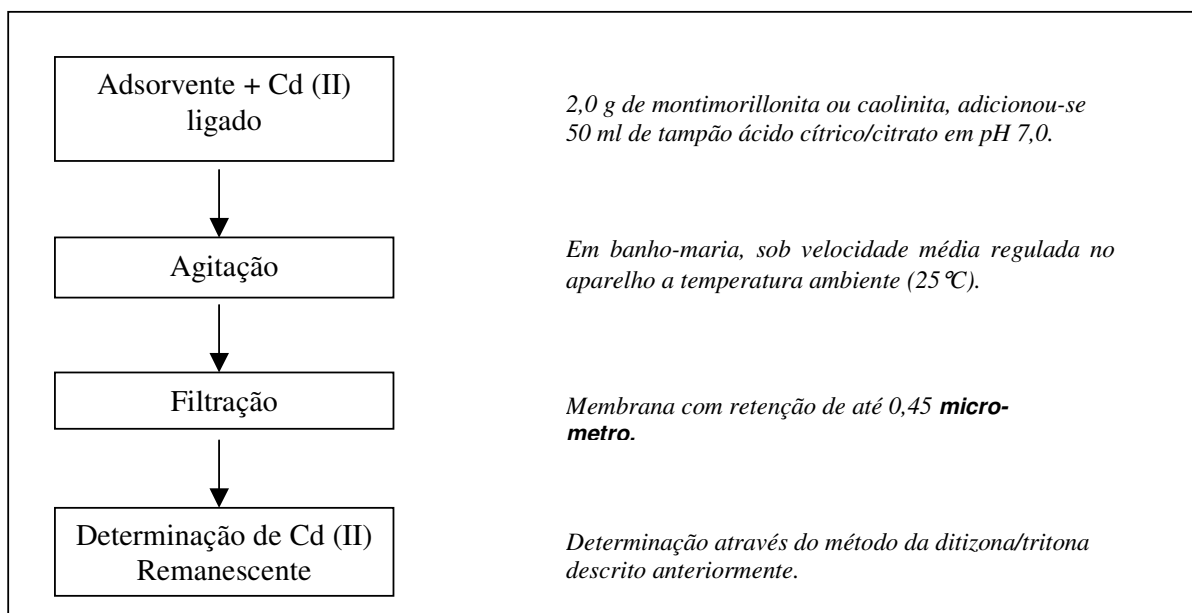 Adsorvente + Cd (II)
ligado
2,0 g de montimorillonita ou caolinita, adicionou-se
50 ml de tampão ácido cítrico/citrato em pH 7,0.
Agitação
Em banho-maria, sob velocidade média regulada no
aparelho a temperatura ambiente (25°C).
Filtração
Membrana com retenção de até 0,45 micro-
metro.
Determinação de Cd (II)
Remanescente
Determinação através do método da ditizona/tritona
descrito anteriormente.